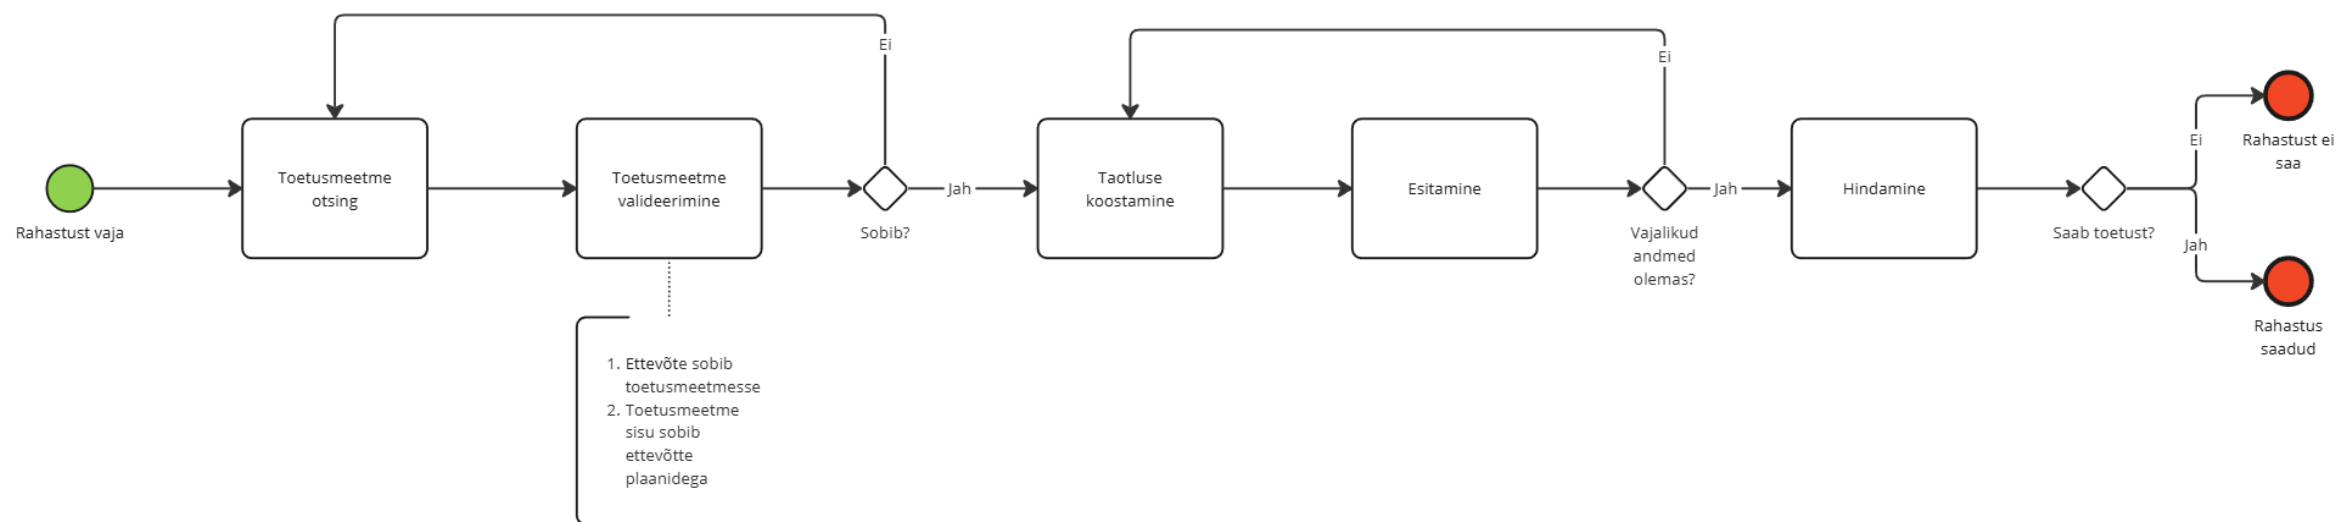 Rahastust vaja
Toetusmeetme
otsing
Toetusmeetme
valideerimine
1. Ettevõte sobib
toetusmeetmesse
2. Toetusmeetme
sisu sobib
ettevõtte
plaanidega
Ei
Sobib?
Jah
Taotluse
koostamine
Esitamine
Ei
Vajalikud
andmed
olemas?
Jah
Hindamine
Saab toetust?
Ei
Rahastust ei
saa
Jah
Rahastus
saadud